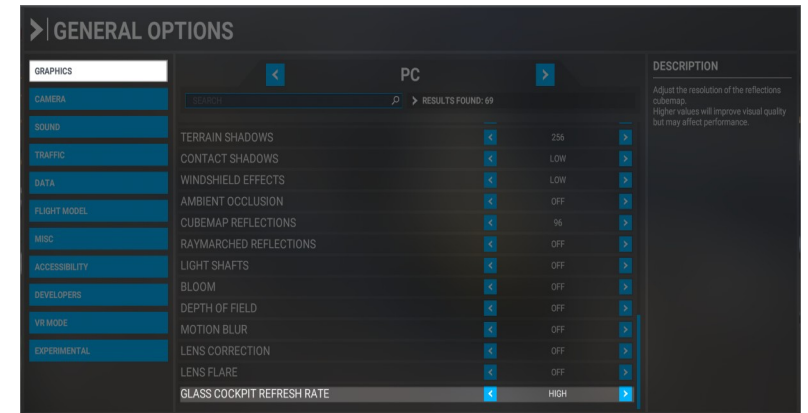 GENERAL OPTIONS
GRAPHICS
CAMERA
SOUND
TRAFFIC
DATA
FLIGHT MODEL
MISC
ACCESSIBILITY
DEVELOPERS
VR MODE
EXPERIMENTAL
PC
SEARCH
RESULTS FOUND: 69
TERRAIN SHADOWS 256
CONTACT SHADOWS LOW
WINDSHIELD EFFECTS LOW
AMBIENT OCCLUSION OFF
CUBEMAP REFLECTIONS 96
RAYMARCHED REFLECTIONS OFF
LIGHT SHAFTS OFF
BLOOM OFF
DEPTH OF FIELD OFF
MOTION BLUR OFF
LENS CORRECTION OFF
LENS FLARE OFF
GLASS COCKPIT REFRESH RATE HIGH
DESCRIPTION
Adjust the resolution of the reflections
cubemap.
Higher values will improve visual quality
but may affect performance.